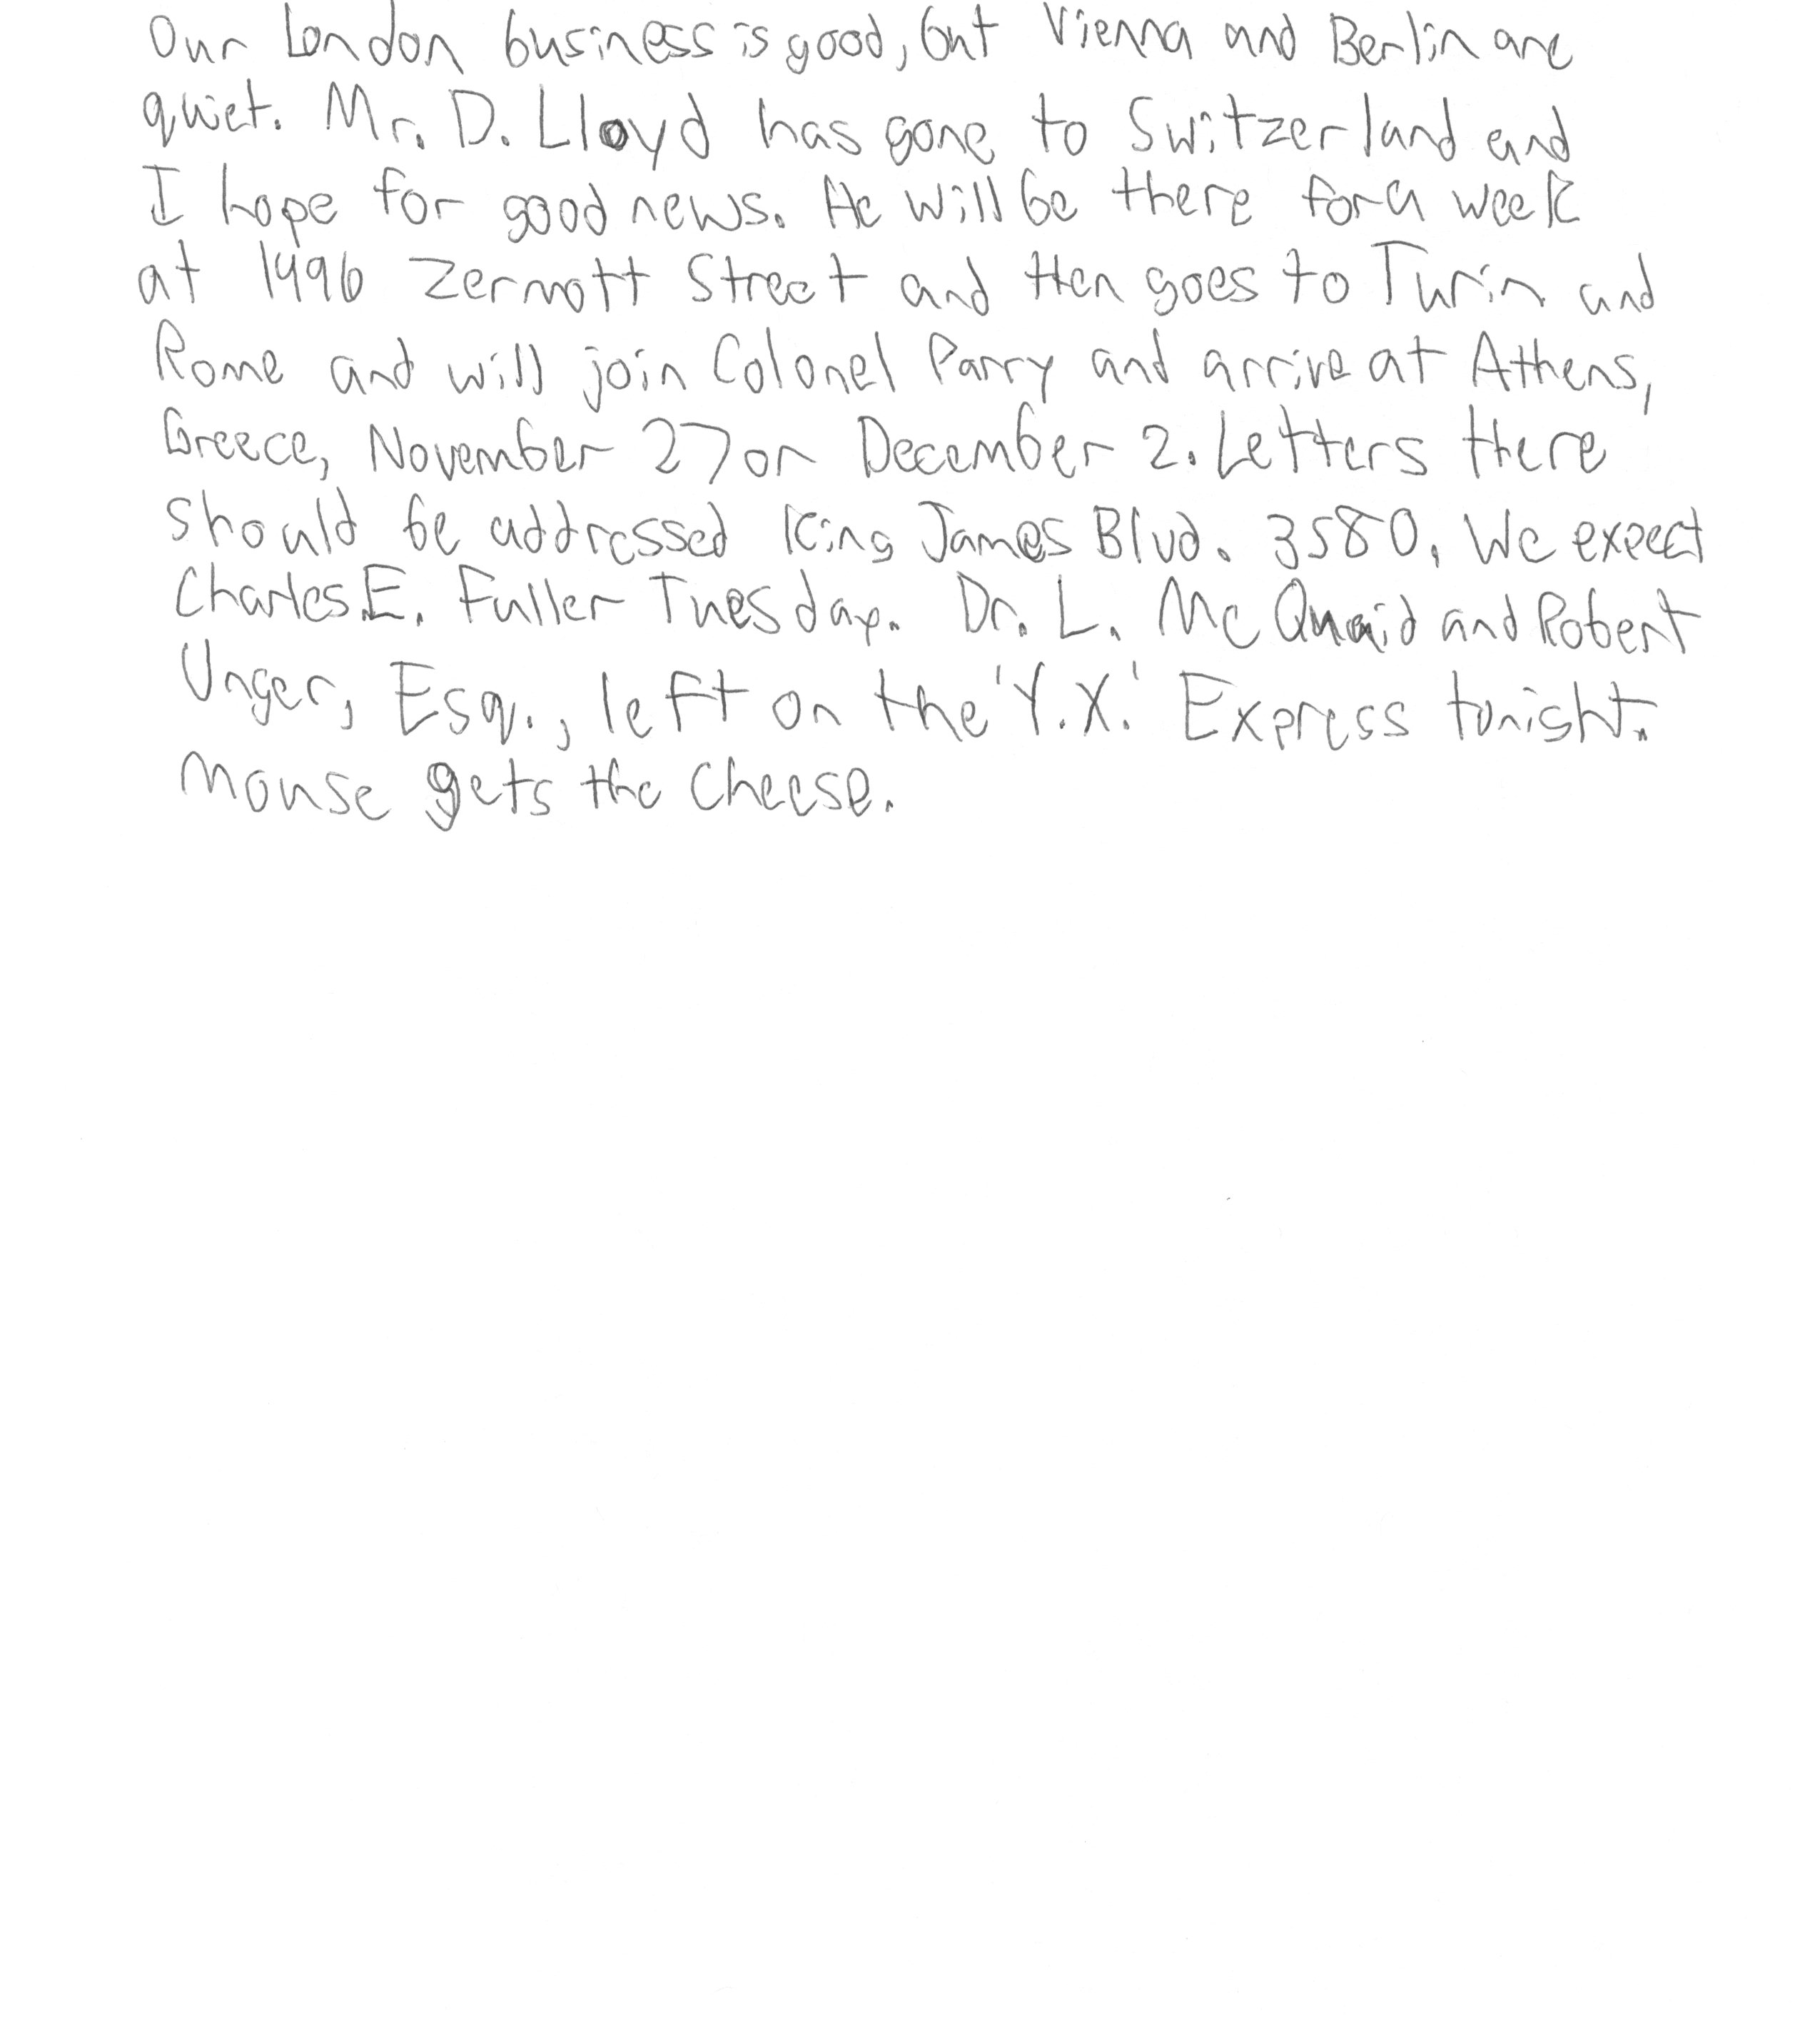 Our London business is good, but Vienna and Berlin are
quiet. Mr. D. Lloyd has gone to Switzerland and
I hope for good news. He will be there for a week
at 1496 Zermott Street and then goes to Turin and
Rome and will join Colonel Parry and arrive at Athens,
Greece, November 27 or December 2. Letters there
should be addressed King James Blvd. 3580. We expect
Charles E. Fuller Tuesday. Dr. L. McQuaid and Robert
Unger, Esq., left on the 'Y.X.' Express tonight.
Mouse gets the cheese.